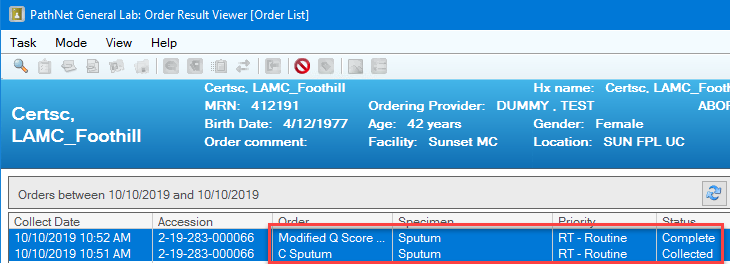 PathNet General Lab: Order Result Viewer [Order List]
Task Mode View Help
Certsc, LAMC_Foothill Hx name: Certsc, LAMC_Footh
MRN: 412191 Ordering Provider: DUMMY , TEST ABOR
Certsc, LAMC_Foothill
Birth Date: 4/12/1977 Age: 42 years Gender: Female
Order comment: Facility: Sunset MC Location: SUN FPL UC
Orders between 10/10/2019 and 10/10/2019
Collect Date Accession Order Specimen Priority Status
10/10/2019 10:52 AM 2-19-283-000066 Modified Q Score ... Sputum RT - Routine Complete
10/10/2019 10:51 AM 2-19-283-000066 C Sputum Sputum RT - Routine Collected